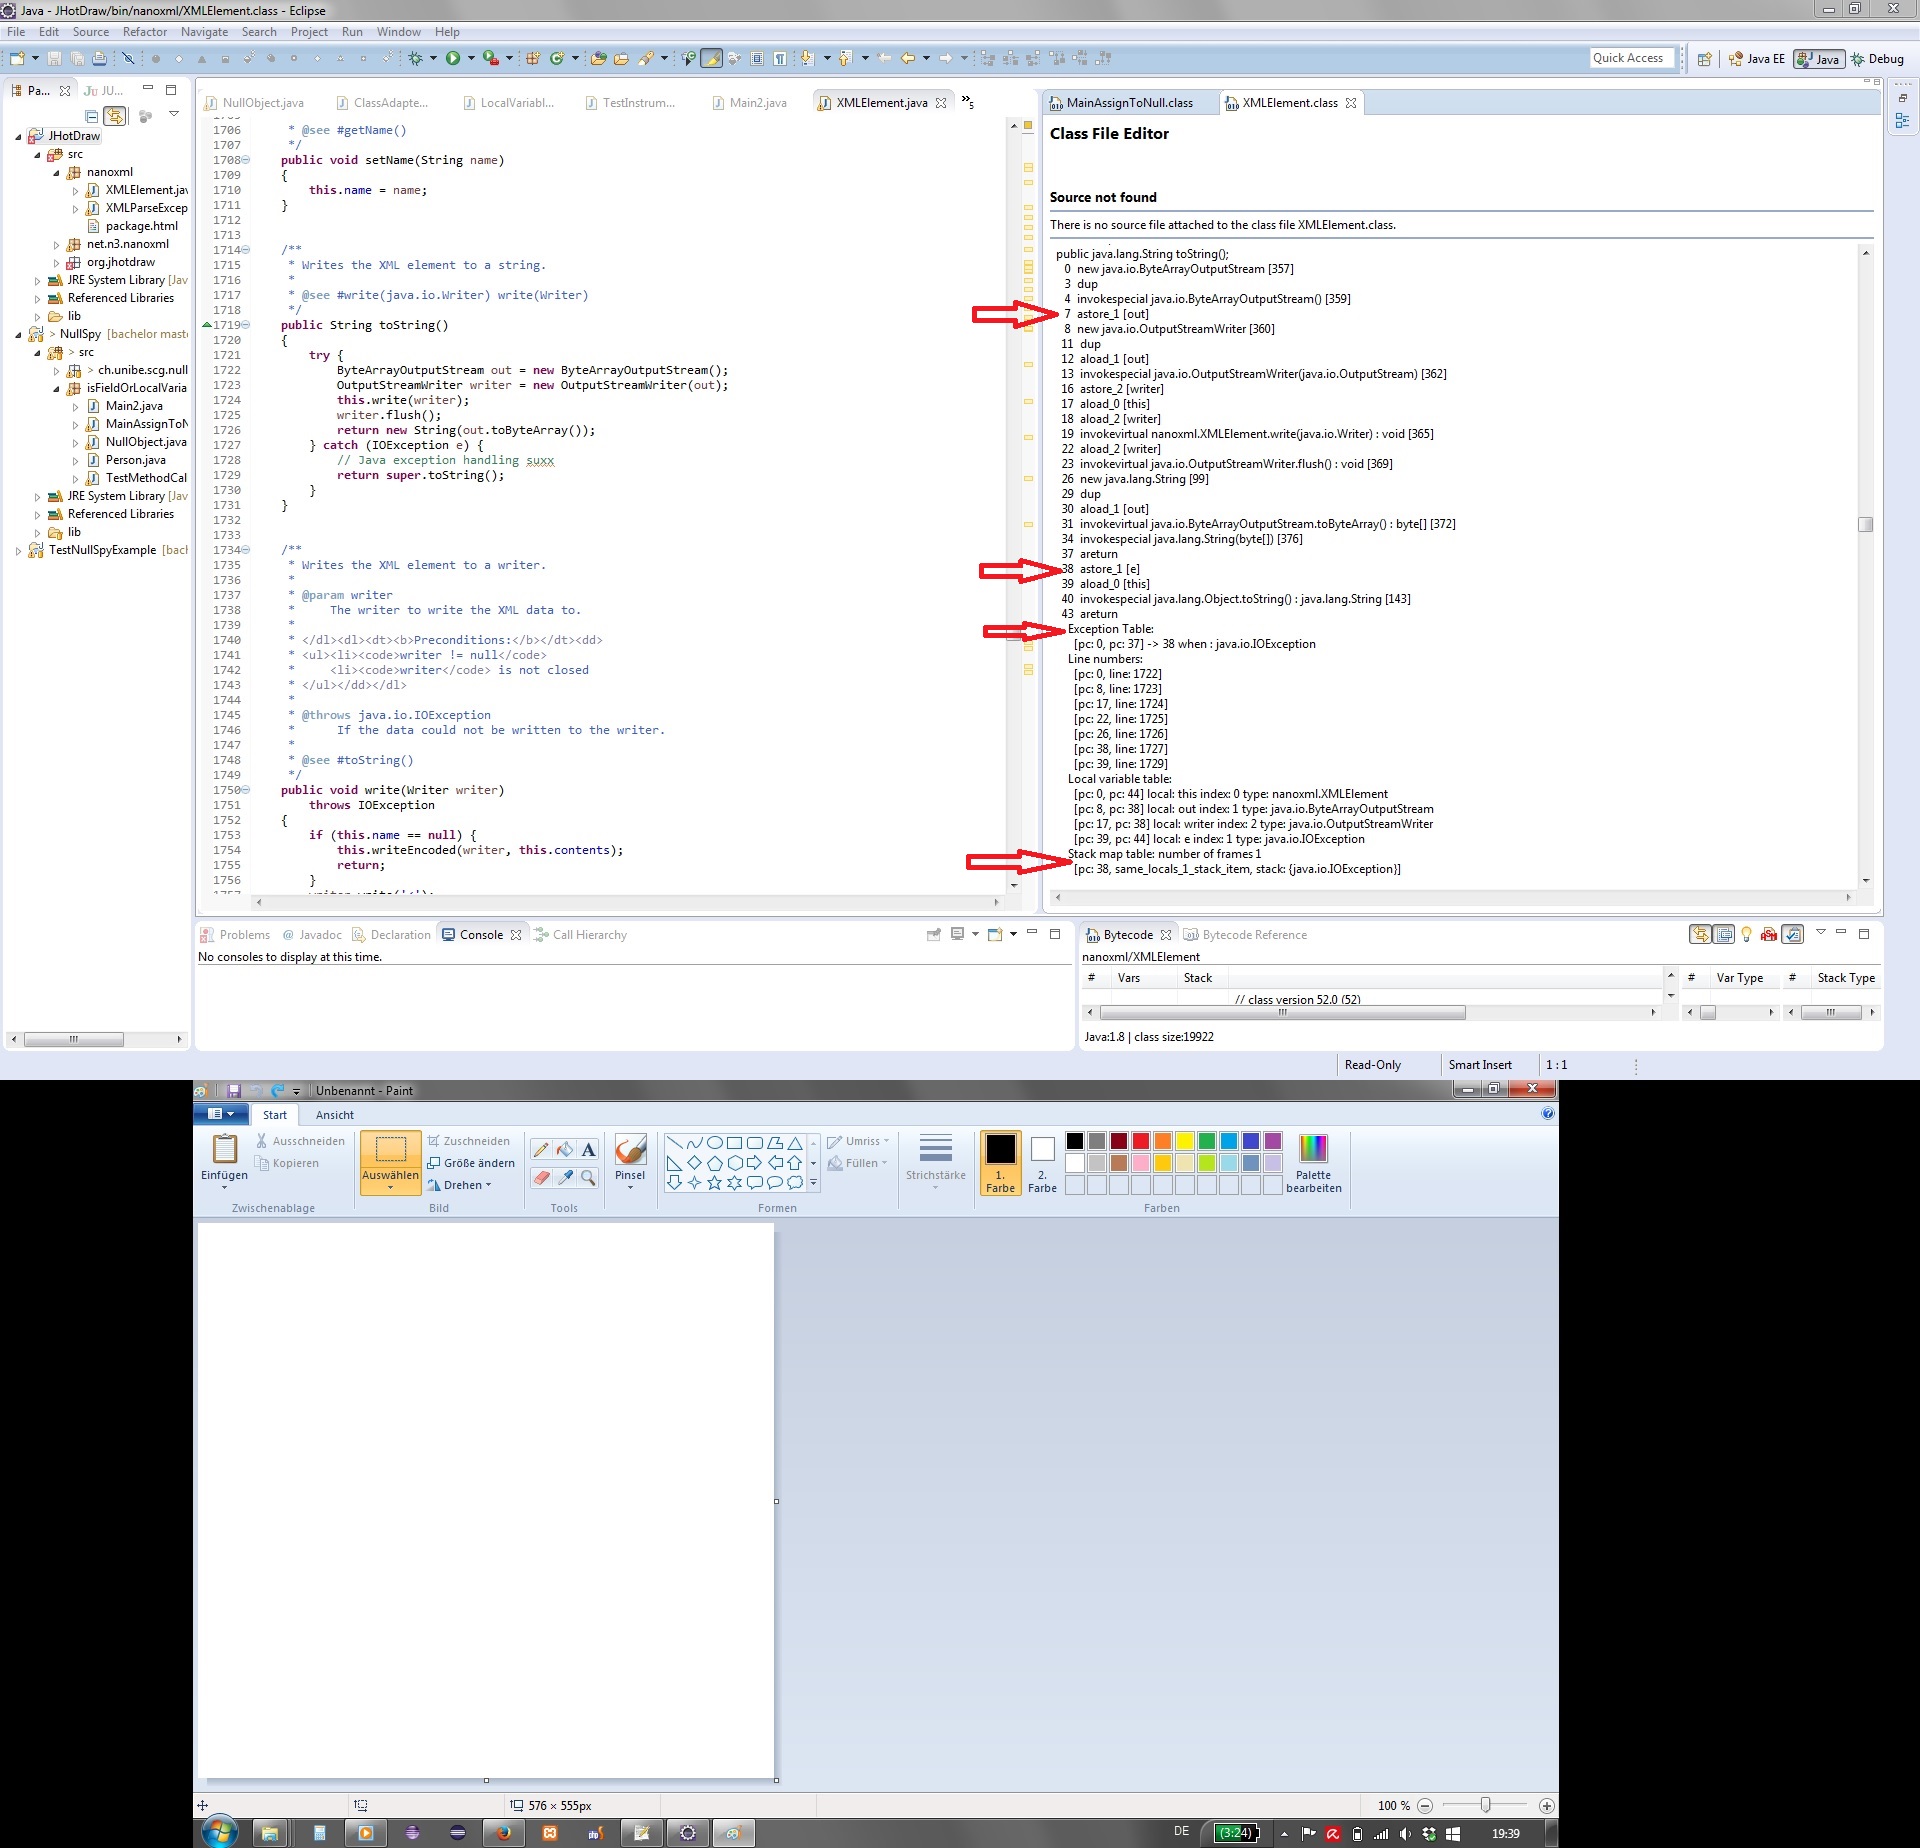 Java - JHotDraw/bin/nanoxml/XMLElement.class - Eclipse
File Edit Source Refactor Navigate Search Project Run Window Help
Quick Access Java EE Java Debug
Pa... JU...
JHotDraw
src
nanoxml
XMLElement.jav
XMLParseExcep
package.html
net.n3.nanoxml
org.jhotdraw
JRE System Library [Jav
Referenced Libraries
lib
> NullSpy [bachelor maste
> src
> ch.unibe.scg.null
isFieldOrLocalVaria
Main2.java
MainAssignToN
NullObject.java
Person.java
TestMethodCal
JRE System Library [Jav
Referenced Libraries
lib
TestNullSpyExample [bach
NullObject.java ClassAdapte... LocalVariabl... TestInstrum... Main2.java XMLElement.java »5
1706 * @see #getName()
1707 */
1708 public void setName(String name)
1709 {
1710 this.name = name;
1711 }
1712
1713
1714 /**
1715 * Writes the XML element to a string.
1716 *
1717 * @see #write(java.io.Writer) write(Writer)
1718 */
1719 public String toString()
1720 {
1721 try {
1722 ByteArrayOutputStream out = new ByteArrayOutputStream();
1723 OutputStreamWriter writer = new OutputStreamWriter(out);
1724 this.write(writer);
1725 writer.flush();
1726 return new String(out.toByteArray());
1727 } catch (IOException e) {
1728 // Java exception handling suxx
1729 return super.toString();
1730 }
1731 }
1732
1733
1734 /**
1735 * Writes the XML element to a writer.
1736 *
1737 * @param writer
1738 * The writer to write the XML data to.
1739 *
1740 * </dl><dl><dt><b>Preconditions:</b></dt><dd>
1741 * <ul><li><code>writer != null</code>
1742 * <li><code>writer</code> is not closed
1743 * </ul></dd></dl>
1744 *
1745 * @throws java.io.IOException
1746 * If the data could not be written to the writer.
1747 *
1748 * @see #toString()
1749 */
1750 public void write(Writer writer)
1751 throws IOException
1752 {
1753 if (this.name == null) {
1754 this.writeEncoded(writer, this.contents);
1755 return;
1756 }
MainAssignToNull.class XMLElement.class
Class File Editor
Source not found
There is no source file attached to the class file XMLElement.class.
public java.lang.String toString();
0 new java.io.ByteArrayOutputStream [357]
3 dup
4 invokespecial java.io.ByteArrayOutputStream() [359]
7 astore_1 [out]
8 new java.io.OutputStreamWriter [360]
11 dup
12 aload_1 [out]
13 invokespecial java.io.OutputStreamWriter(java.io.OutputStream) [362]
16 astore_2 [writer]
17 aload_0 [this]
18 aload_2 [writer]
19 invokevirtual nanoxml.XMLElement.write(java.io.Writer) : void [365]
22 aload_2 [writer]
23 invokevirtual java.io.OutputStreamWriter.flush() : void [369]
26 new java.lang.String [99]
29 dup
30 aload_1 [out]
31 invokevirtual java.io.ByteArrayOutputStream.toByteArray() : byte[] [372]
34 invokespecial java.lang.String(byte[]) [376]
37 areturn
38 astore_1 [e]
39 aload_0 [this]
40 invokespecial java.lang.Object.toString() : java.lang.String [143]
43 areturn
Exception Table:
[pc: 0, pc: 37] -> 38 when : java.io.IOException
Line numbers:
[pc: 0, line: 1722]
[pc: 8, line: 1723]
[pc: 17, line: 1724]
[pc: 22, line: 1725]
[pc: 26, line: 1726]
[pc: 38, line: 1727]
[pc: 39, line: 1729]
Local variable table:
[pc: 0, pc: 44] local: this index: 0 type: nanoxml.XMLElement
[pc: 8, pc: 38] local: out index: 1 type: java.io.ByteArrayOutputStream
[pc: 17, pc: 38] local: writer index: 2 type: java.io.OutputStreamWriter
[pc: 39, pc: 44] local: e index: 1 type: java.io.IOException
Stack map table: number of frames 1
[pc: 38, same_locals_1_stack_item, stack: {java.io.IOException}]
Problems @ Javadoc Declaration Console Call Hierarchy
No consoles to display at this time.
Bytecode Bytecode Reference
nanoxml/XMLElement
# Vars Stack # Var Type # Stack Type
// class version 52.0 (52)
Java:1.8 | class size:19922
Read-Only Smart Insert 1 : 1
Unbenannt - Paint
Start Ansicht
Einfügen
Ausschneiden
Kopieren
Zwischenablage
Auswählen
Zuschneiden
Größe ändern
Drehen
Bild
A
Tools
Pinsel
Umriss
Füllen
Formen
Strichstärke
1. Farbe
2. Farbe
Palette bearbeiten
Farben
576 × 555px
100 %
DE (3:24) 19:39